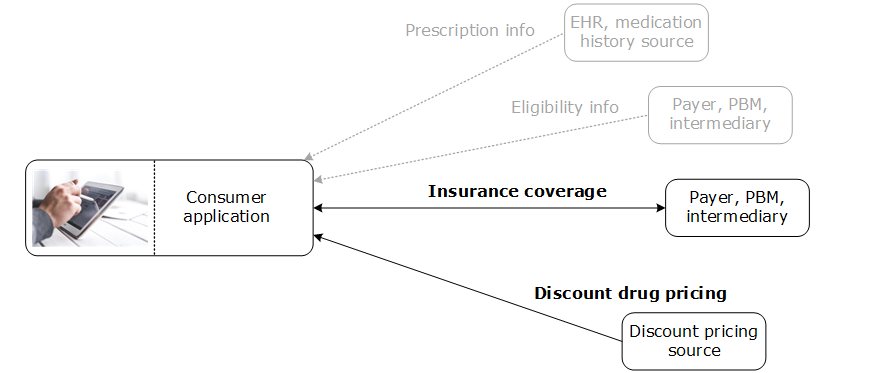 Prescription info
EHR, medication
history source
Eligibility info
Payer, PBM,
intermediary
Consumer
application
Insurance coverage
Payer, PBM,
intermediary
Discount drug pricing
Discount pricing
source